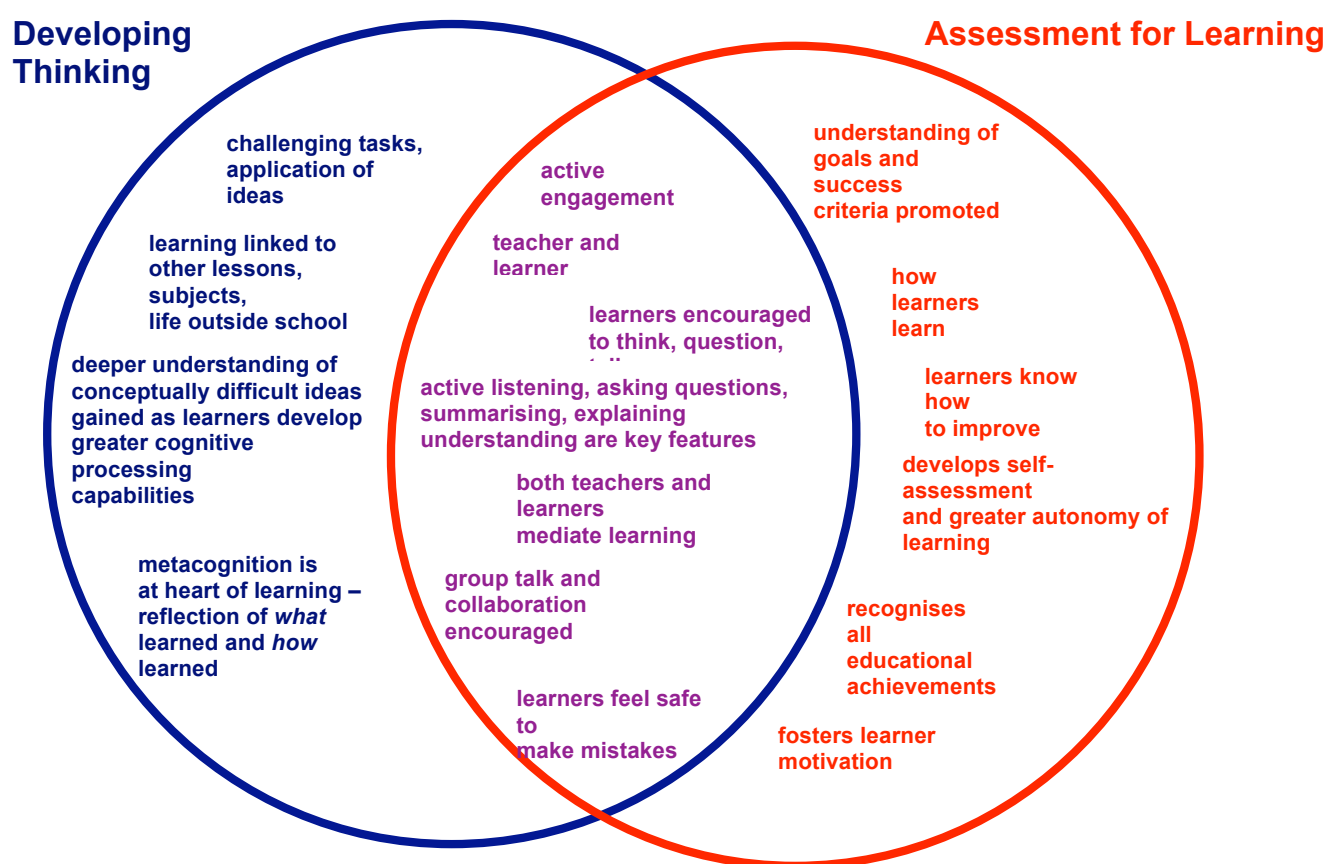 Developing
Thinking
Assessment for Learning
challenging tasks,
application of
ideas
learning linked to
other lessons,
subjects,
life outside school
deeper understanding of
conceptually difficult ideas
gained as learners develop
greater cognitive
processing
capabilities
metacognition is
at heart of learning –
reflection of what
learned and how
learned
active
engagement
teacher and
learner
learners encouraged
to think, question,
active listening, asking questions,
summarising, explaining
understanding are key features
both teachers and
learners
mediate learning
group talk and
collaboration
encouraged
learners feel safe
to
make mistakes
understanding of
goals and
success
criteria promoted
how
learners
learn
learners know
how
to improve
develops self-
assessment
and greater autonomy of
learning
recognises
all
educational
achievements
fosters learner
motivation